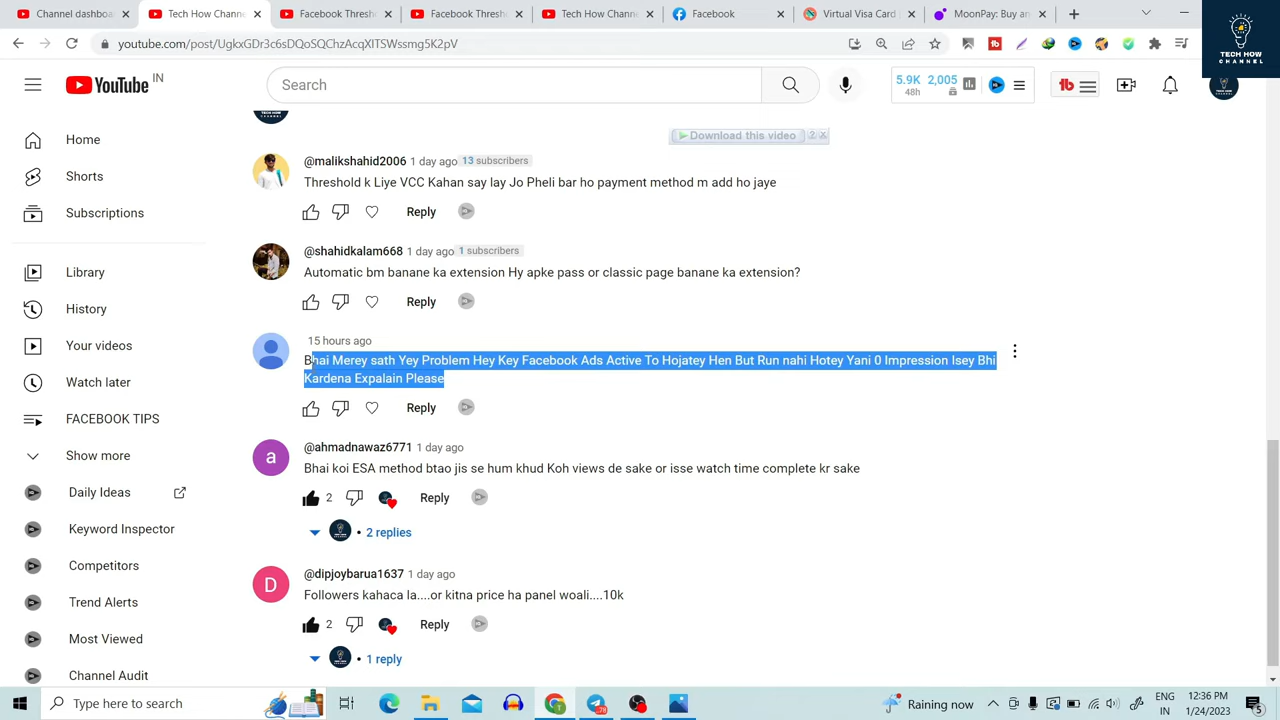 Facebook Thres
Facebook Thresh
Tech How Channe
Facebook
Virtual Visa Card |
MoonPay: Buy an
youtube.com/post/UgkxGDr3c6sDQoSQChzAcqXtTSWssmg5K2pV
TECH HOW
CHANNEL
YouTube IN
Search
5.9K 2,005
48h
Download this video ? x
Home
Shorts
Subscriptions
Library
History
Your videos
Watch later
FACEBOOK TIPS
Show more
Daily Ideas
Keyword Inspector
Competitors
Trend Alerts
Most Viewed
Channel Audit
@malikshahid2006 1 day ago 13 subscribers
Threshold k Liye VCC Kahan say lay Jo Pheli bar ho payment method m add ho jaye
Reply
@shahidkalam668 1 day ago 1 subscribers
Automatic bm banane ka extension Hy apke pass or classic page banane ka extension?
Reply
15 hours ago
Bhai Merey sath Yey Problem Hey Key Facebook Ads Active To Hojatey Hen But Run nahi Hotey Yani 0 Impression Isey Bhi
Kardena Expalain Please
Reply
a
@ahmadnawaz6771 1 day ago
Bhai koi ESA method btao jis se hum khud Koh views de sake or isse watch time complete kr sake
2 Reply
• 2 replies
D
@dipjoybarua1637 1 day ago
Followers kahaca la....or kitna price ha panel woali....10k
2 Reply
• 1 reply
Type here to search
78
Raining now
ENG
IN
12:36 PM
1/24/2023
5